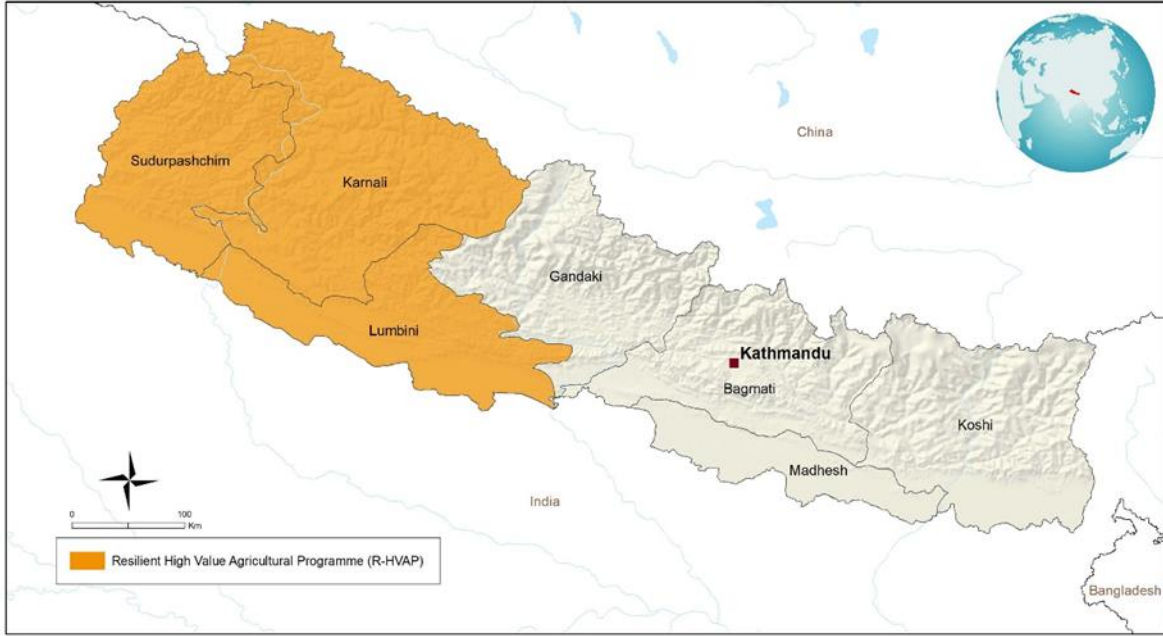 China
Sudurpashchim
Karnali
Gandaki
Lumbini
Kathmandu
Bagmati
Koshi
Madhesh
India
0 100
Km
Resilient High Value Agricultural Programme (R-HVAP)
Bangladesh